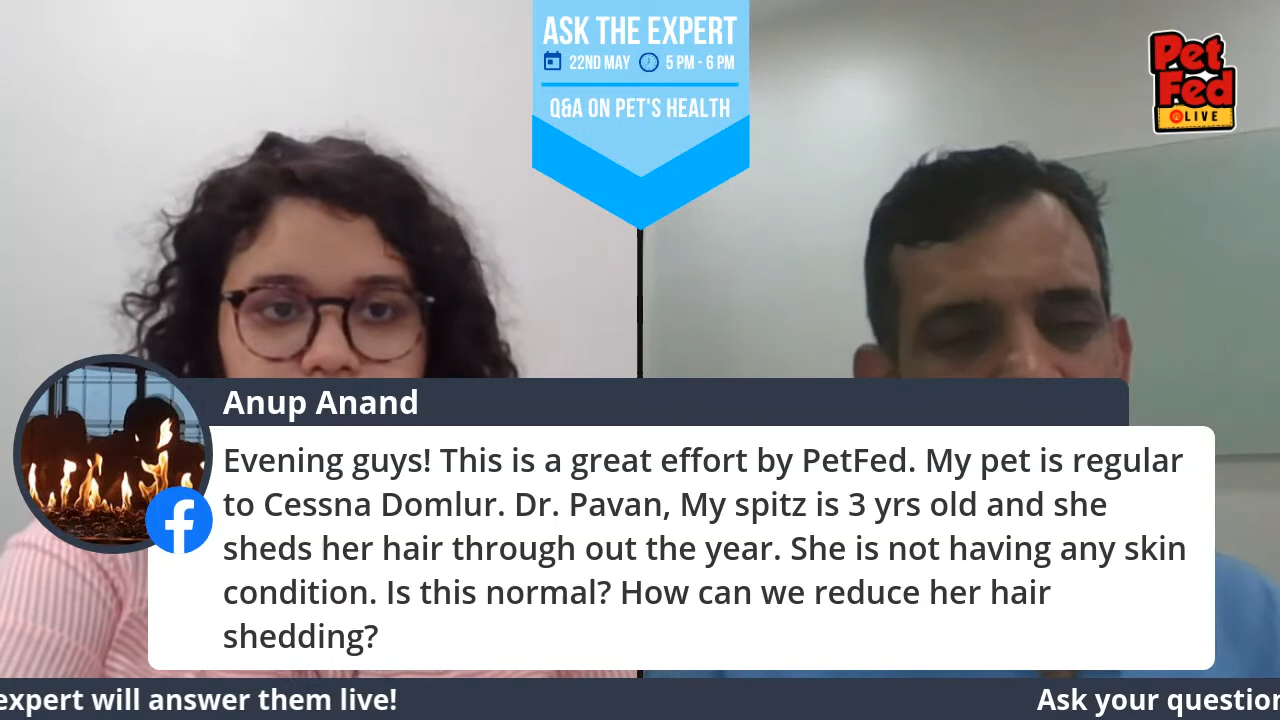 ASK THE EXPERT
22ND MAY 5 PM - 6 PM
Q&A ON PET'S HEALTH
Pet
Fed
LIVE
Anup Anand
Evening guys! This is a great effort by PetFed. My pet is regular
to Cessna Domlur. Dr. Pavan, My spitz is 3 yrs old and she
sheds her hair through out the year. She is not having any skin
condition. Is this normal? How can we reduce her hair
shedding?
expert will answer them live! Ask your question